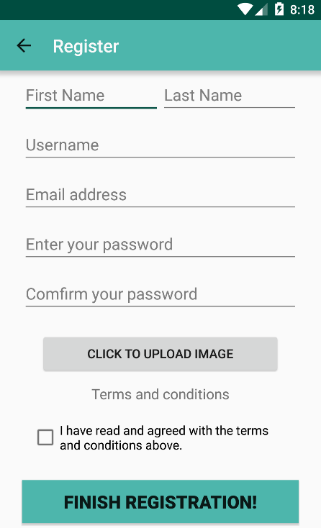 8:18
Register
First Name Last Name
Username
Email address
Enter your password
Comfirm your password
CLICK TO UPLOAD IMAGE
Terms and conditions
I have read and agreed with the terms
and conditions above.
FINISH REGISTRATION!